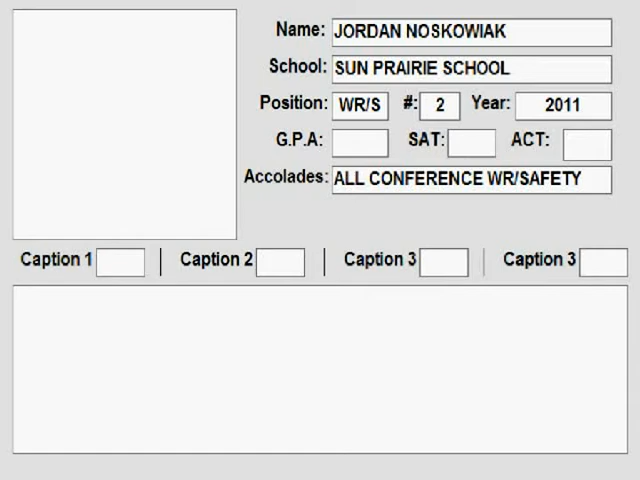 Name: JORDAN NOSKOWIAK
School: SUN PRAIRIE SCHOOL
Position: WR/S #: 2 Year: 2011
G.P.A: SAT: ACT:
Accolades: ALL CONFERENCE WR/SAFETY
Caption 1 Caption 2 Caption 3 Caption 3